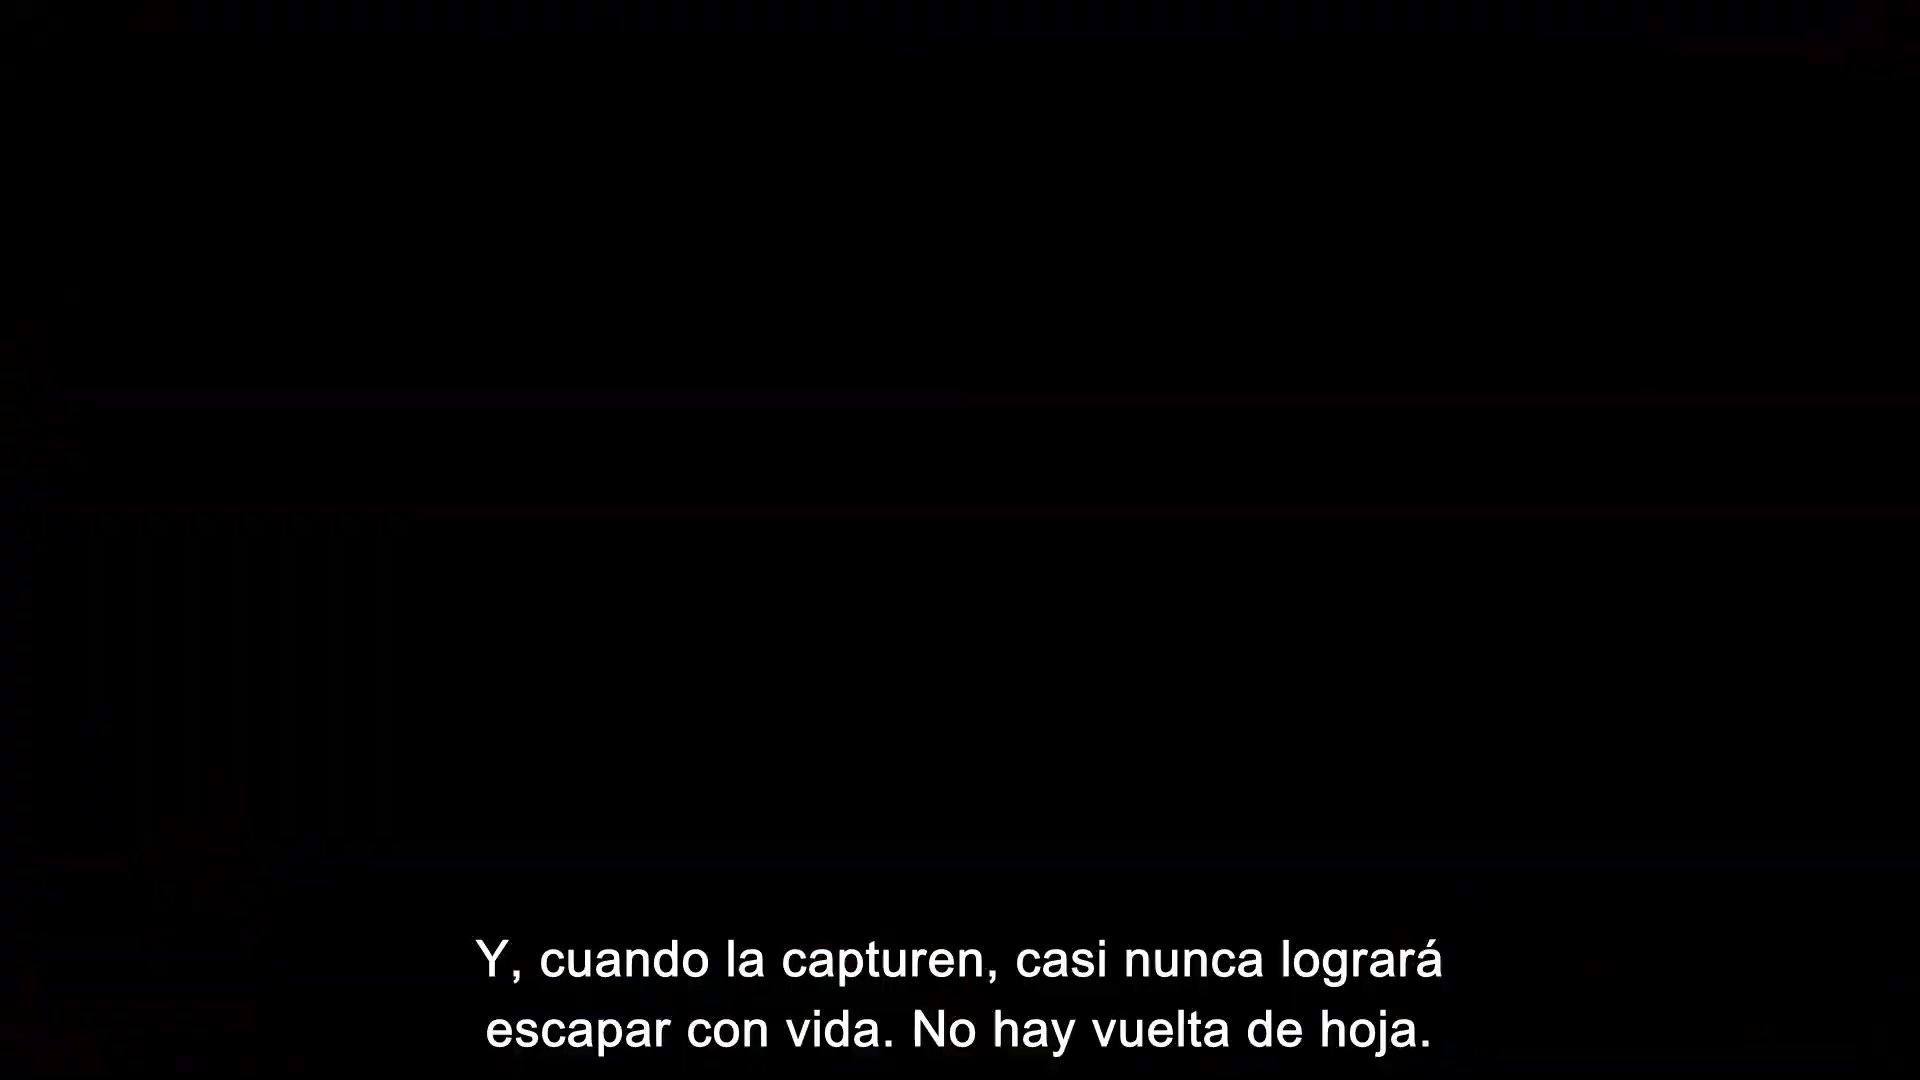 Y, cuando la capturen, casi nunca logrará
escapar con vida. No hay vuelta de hoja.